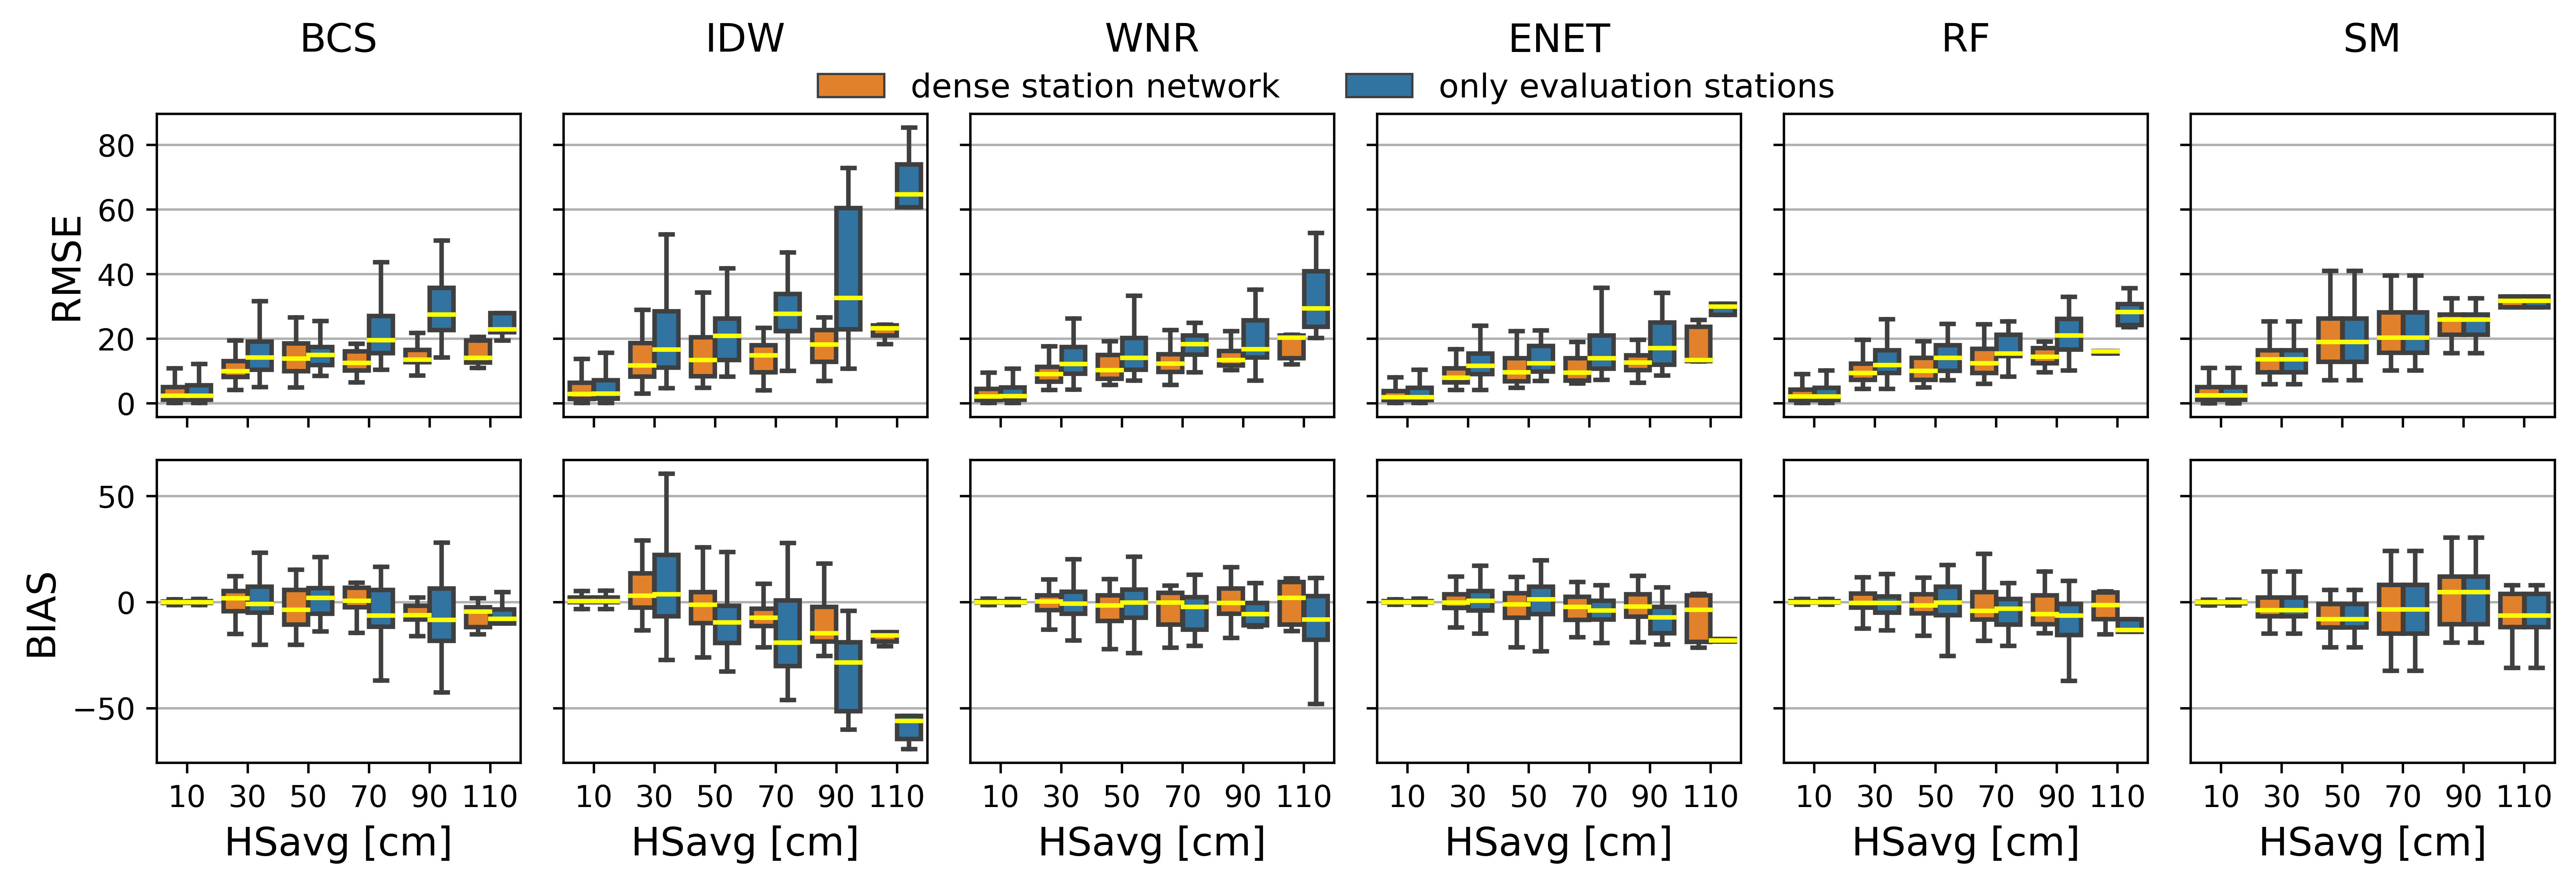 BCS IDW WNR ENET RF SM
dense station network only evaluation stations
RMSE
80
60
40
20
0
BIAS
50
0
−50
10 30 50 70 90 110 10 30 50 70 90 110 10 30 50 70 90 110 10 30 50 70 90 110 10 30 50 70 90 110 10 30 50 70 90 110
HSavg [cm] HSavg [cm] HSavg [cm] HSavg [cm] HSavg [cm] HSavg [cm]